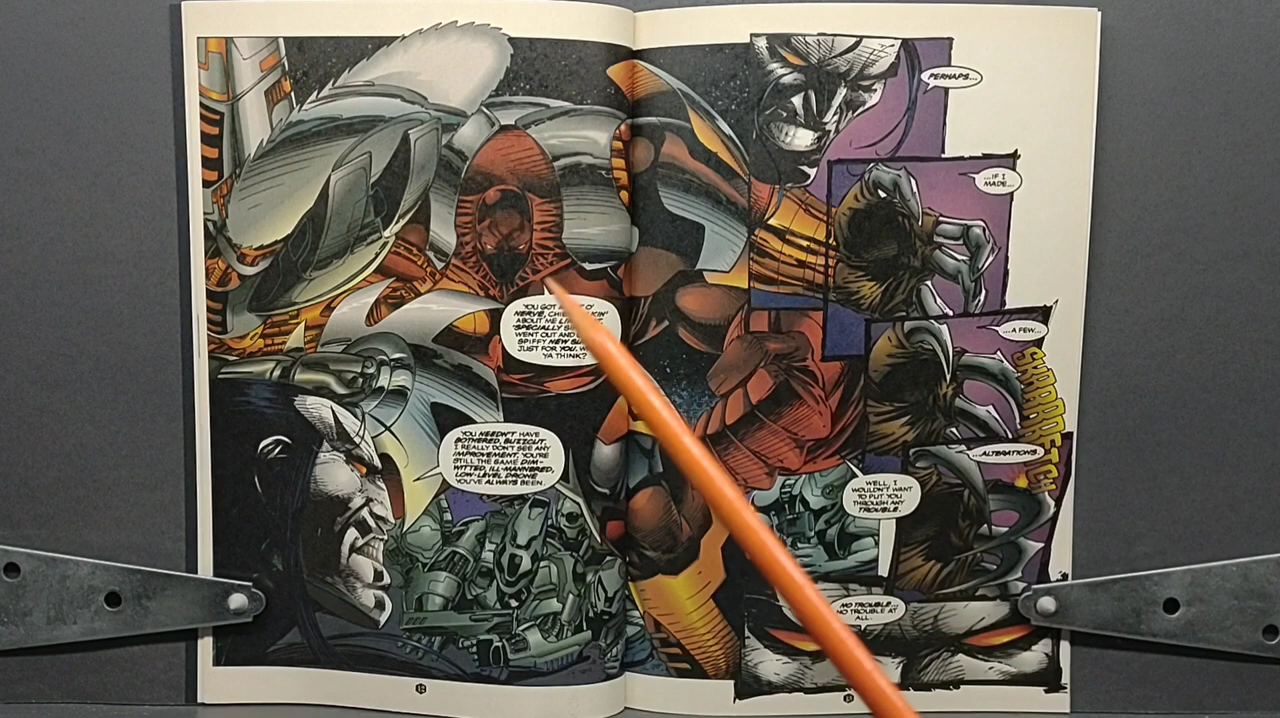 YOU GOT O'
NERVE, 
ABOUT ME 
'SPECIALLY 
WENT OUT AND
SPIFFY NEW
JUST FOR YOU.
YA THINK?
YOU NEEDN'T HAVE
BOTHERED, BUZZCUT.
I REALLY DON'T SEE ANY
IMPROVEMENT. YOU'RE
STILL THE SAME DIM-
WITTED, ILL-MANNERED,
LOW-LEVEL DRONE
YOU'VE ALWAYS BEEN.
PERHAPS...
...IF I
MADE...
...A FEW...
...ALTERATIONS.
WELL, I
WOULDN'T WANT
TO PUT YOU
THROUGH ANY
TROUBLE.
NO TROUBLE...
NO TROUBLE AT
ALL.